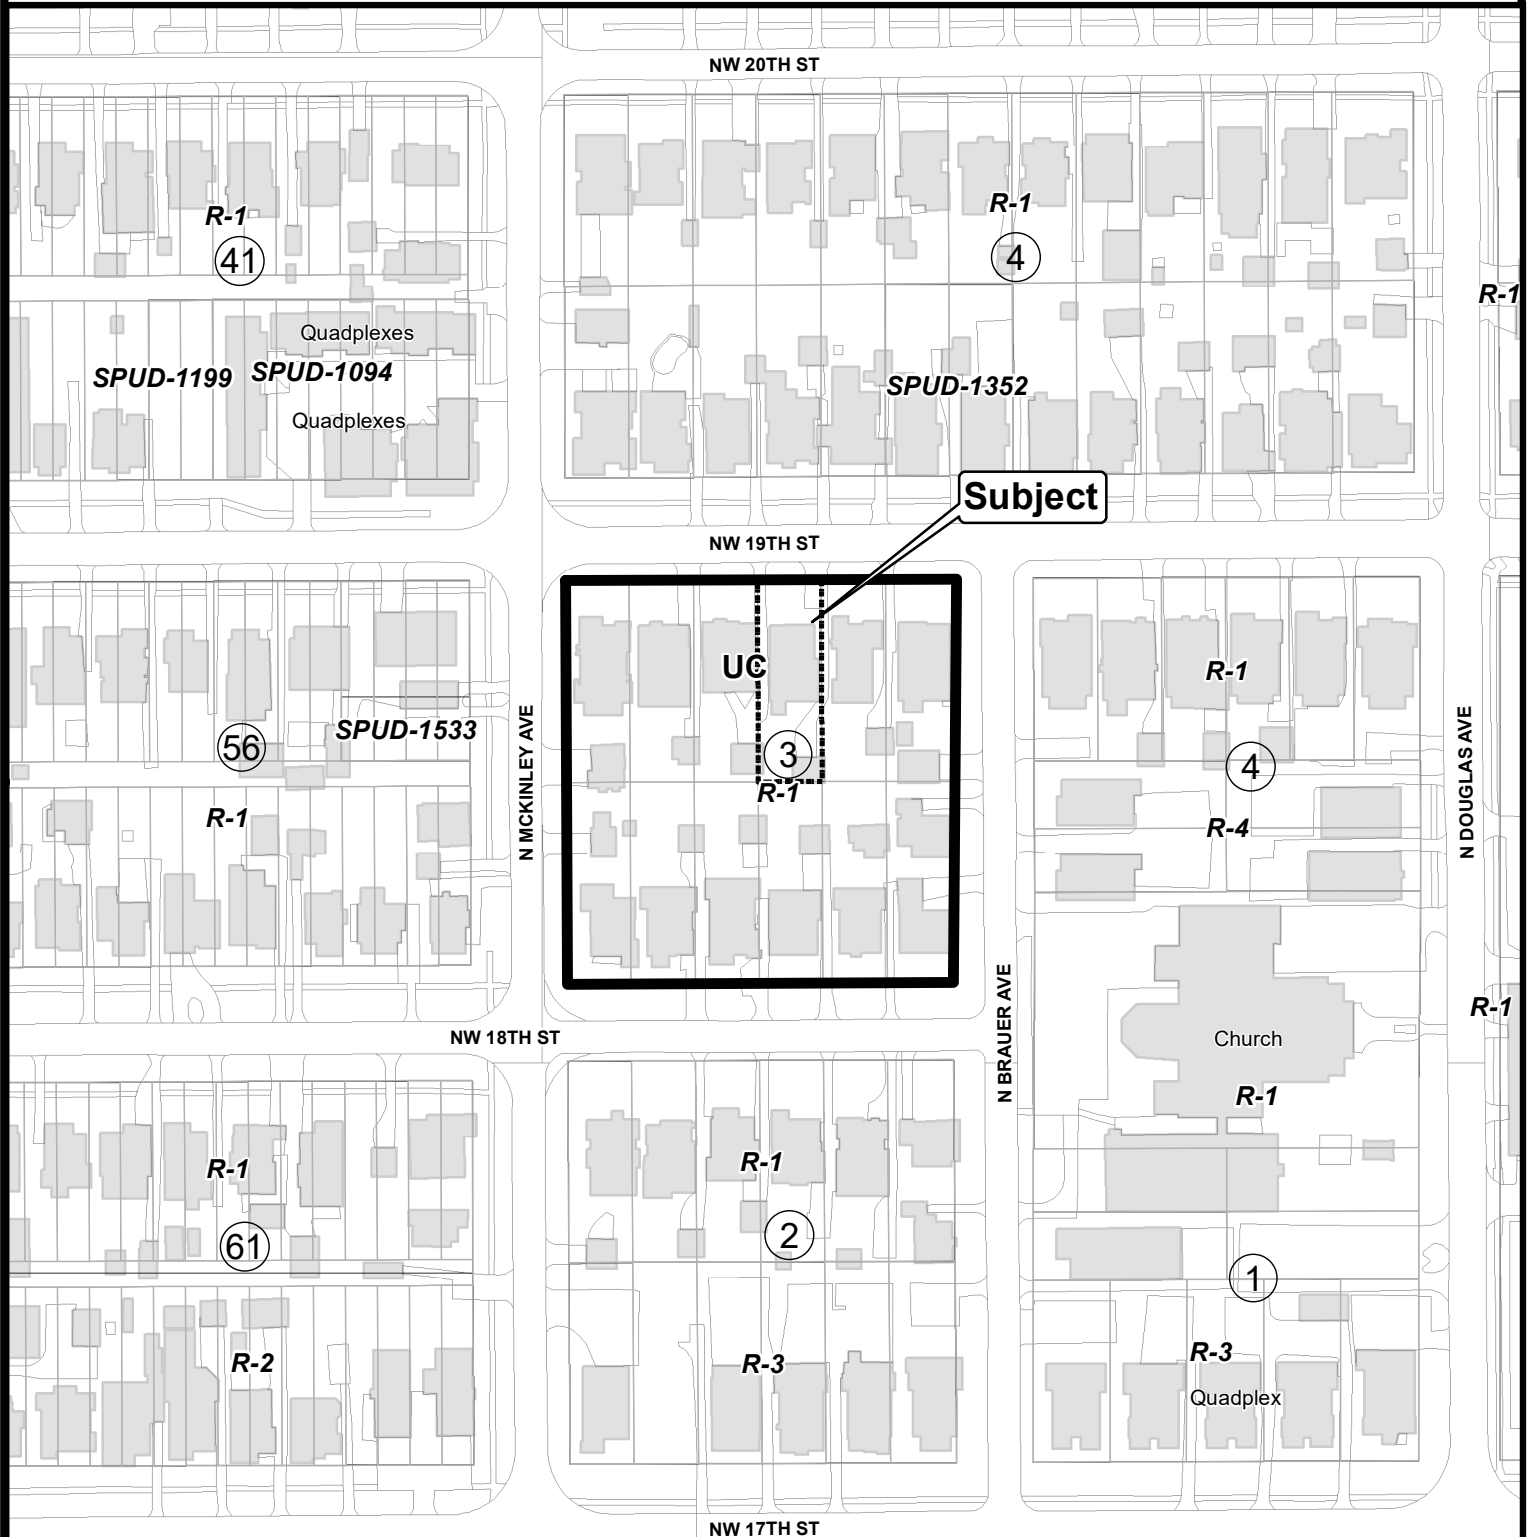 NW 20TH ST
R-1
R-1
41
4
R-1
Quadplexes
SPUD-1199
SPUD-1094
SPUD-1352
Quadplexes
Subject
NW 19TH ST
UC
R-1
SPUD-1533
56
3
4
N MCKINLEY AVE
N DOUGLAS AVE
R-1
R-1
R-4
NW 18TH ST
N BRAUER AVE
R-1
Church
R-1
R-1
R-1
61
2
1
R-2
R-3
R-3
Quadplex
NW 17TH ST